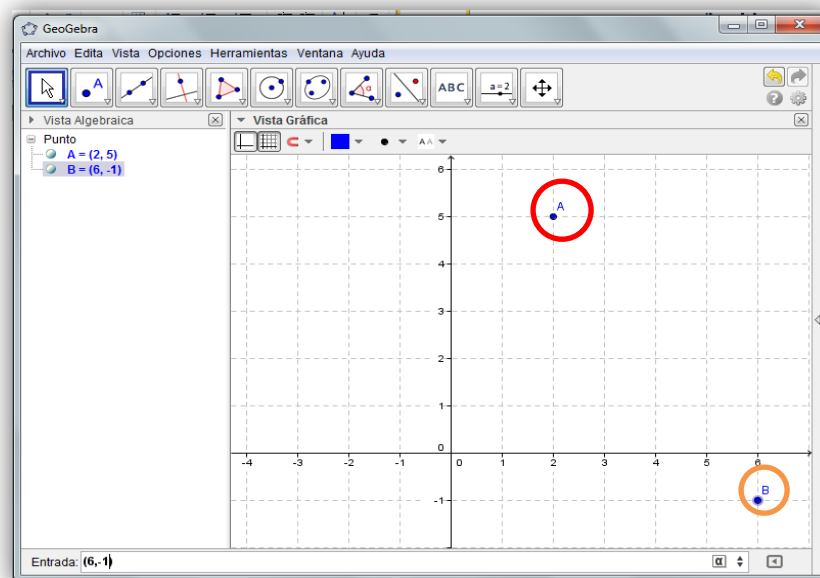 GeoGebra
Archivo Edita Vista Opciones Herramientas Ventana Ayuda
A α ABC a=2
Vista Algebraica
Vista Gráfica
Punto
A = (2, 5)
B = (6, -1)
A A
6
5
4
3
2
1
0
-4 -3 -2 -1 0 1 2 3 4 5 6
-1
A
B
Entrada: (6,-1)
α